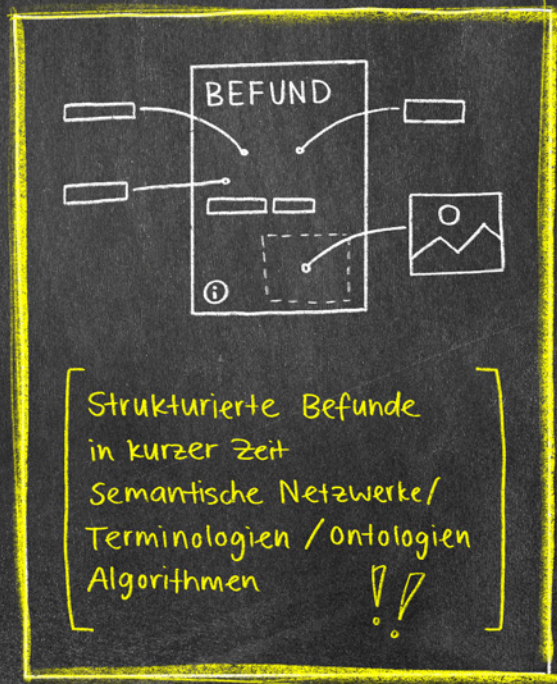 BEFUND
i
Strukturierte Befunde
in kurzer Zeit
Semantische Netzwerke/
Terminologien / Ontologien
Algorithmen !!